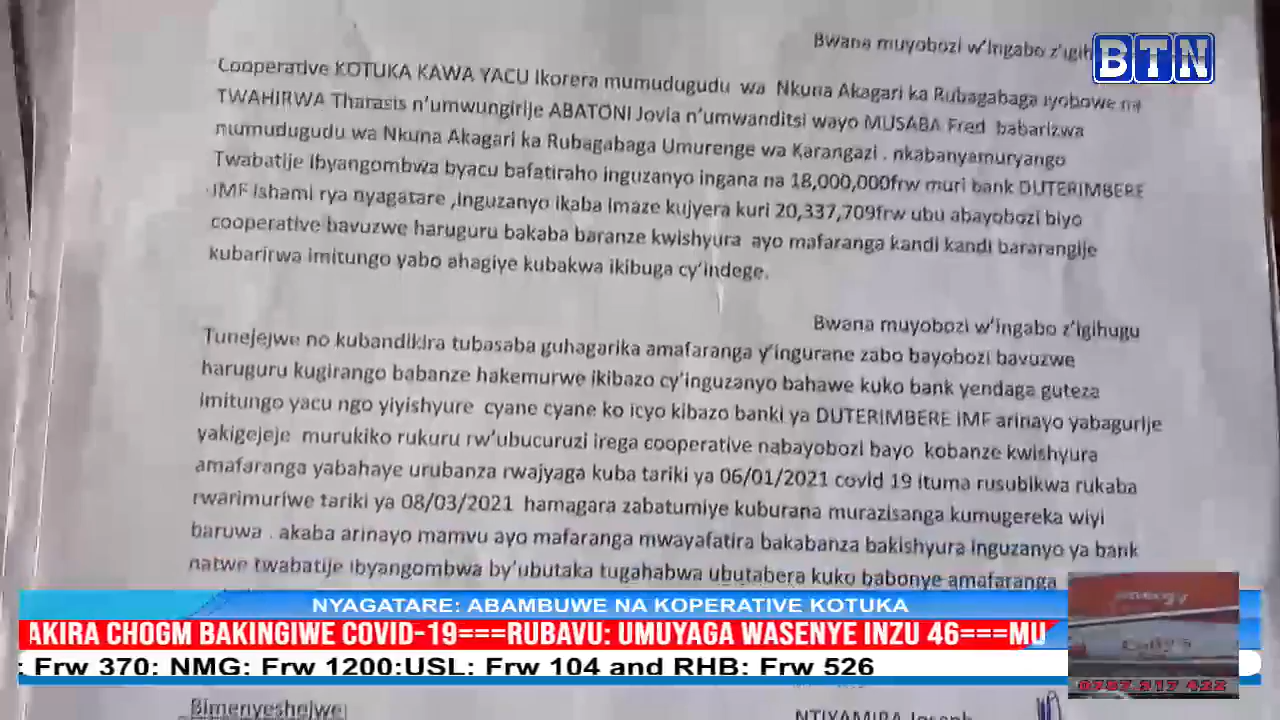 Bwana muyobozi w'ingabo z'igihu
BTN
Cooperative KOTUKA KAWA YACU Ikorera mumudugudu wa Nkuna Akagari ka Rubagabaga iyobowe na
TWAHIRWA Tharasis n'umwungirije ABATONI Jovia n'umwanditsi wayo MUSABA Fred babarizwa
mumudugudu wa Nkuna Akagari ka Rubagabaga Umurenge wa Karangazi . nkabanyamuryango
Twabatije ibyangombwa byacu bafatiraho inguzanyo ingana na 18,000,000frw muri bank DUTERIMBERE
IMF ishami rya nyagatare ,inguzanyo ikaba imaze kujyera kuri 20,337,709frw ubu abayobozi biyo
cooperative bavuzwe haruguru bakaba baranze kwishyura ayo mafaranga kandi kandi bararangije
kubarirwa imitungo yabo ahagiye kubakwa ikibuga cy'indege.
Bwana muyobozi w'ingabo z'igihugu
Tunejejwe no kubandikira tubasaba guhagarika amafaranga y'ingurane zabo bayobozi bavuzwe
haruguru kugirango babanze hakemurwe ikibazo cy'inguzanyo bahawe kuko bank yendaga guteza
imitungo yacu ngo yiyishyure cyane cyane ko icyo kibazo banki ya DUTERIMBERE IMF arinayo yabagurije
yakigejeje murukiko rukuru rw'ubucuruzi irega cooperative nabayobozi bayo kobanze kwishyura
amafaranga yabahaye urubanza rwajyaga kuba tariki ya 06/01/2021 covid 19 ituma rusubikwa rukaba
rwarimuriwe tariki ya 08/03/2021 hamagara zabatumiye kuburana murazisanga kumugereka wiyi
baruwa . akaba arinayo mamvu ayo mafaranga mwayafatira bakabanza bakishyura inguzanyo ya bank
natwe twabatije ibyangombwa by'ubutaka tugahabwa ubutabera kuko babonye amafaranga
NYAGATARE: ABAMBUWE NA KOPERATIVE KOTUKA
AKIRA CHOGM BAKINGIWE COVID-19===RUBAVU: UMUYAGA WASENYE INZU 46===MU
: Frw 370: NMG: Frw 1200:USL: Frw 104 and RHB: Frw 526
energy
0782 317 422
Bimenyeshejwe
NTIYAMIRA Joseph